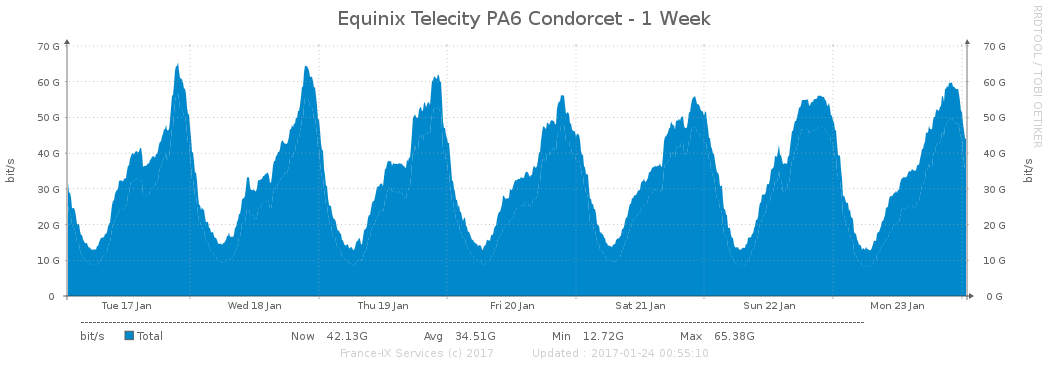 Equinix Telecity PA6 Condorcet - 1 Week
RRDTOOL / TOBI OETIKER
70 G 70 G
60 G 60 G
50 G 50 G
40 G 40 G
30 G 30 G
20 G 20 G
10 G 10 G
0 0 G
bit/s
bit/s
Tue 17 Jan Wed 18 Jan Thu 19 Jan Fri 20 Jan Sat 21 Jan Sun 22 Jan Mon 23 Jan
bit/s Total Now 42.13G Avg 34.51G Min 12.72G Max 65.38G
France-IX Services (c) 2017 Updated : 2017-01-24 00:55:10